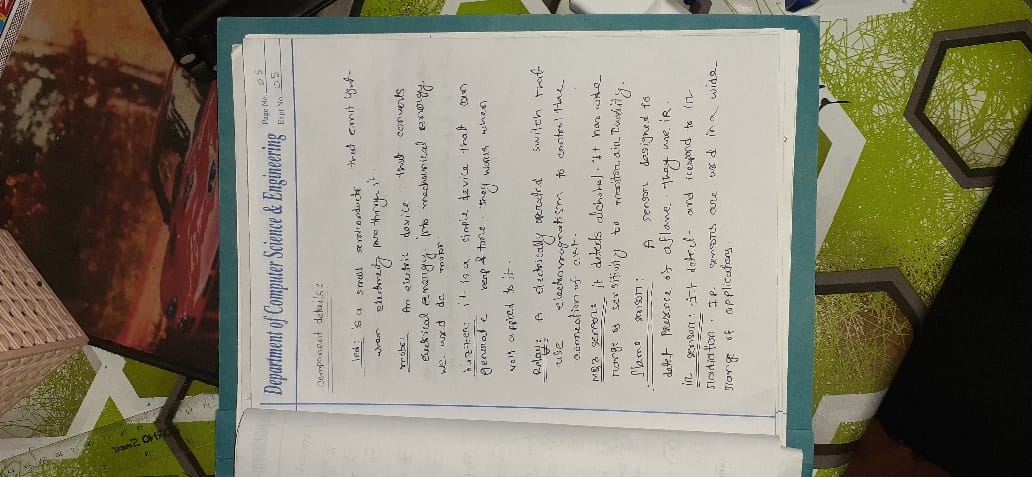 Department of Computer Science & Engineering
Page No. 05
Expt. No. 05
Component details:
led: is a small semiconductor that emit light
when electricity pass through it.
motor: An electric device that converts
electrical energy into mechanical energy.
we used dc motor.
buzzer: it is a simple device that can
generate beep & tone. they works when
volt applied to it.
Relay: A electrically operated switch that
use electromagnetism to control the
connection of ckt.
MQ3 sensor: it detects alchohol. It has wide
range & sensitivity to
Flame sensor: A sensor designed to
detet presence of a flame. They use IR.
ir sensor: It detect and respond to in
radiation IR sensors are used in a wide
range of applications.